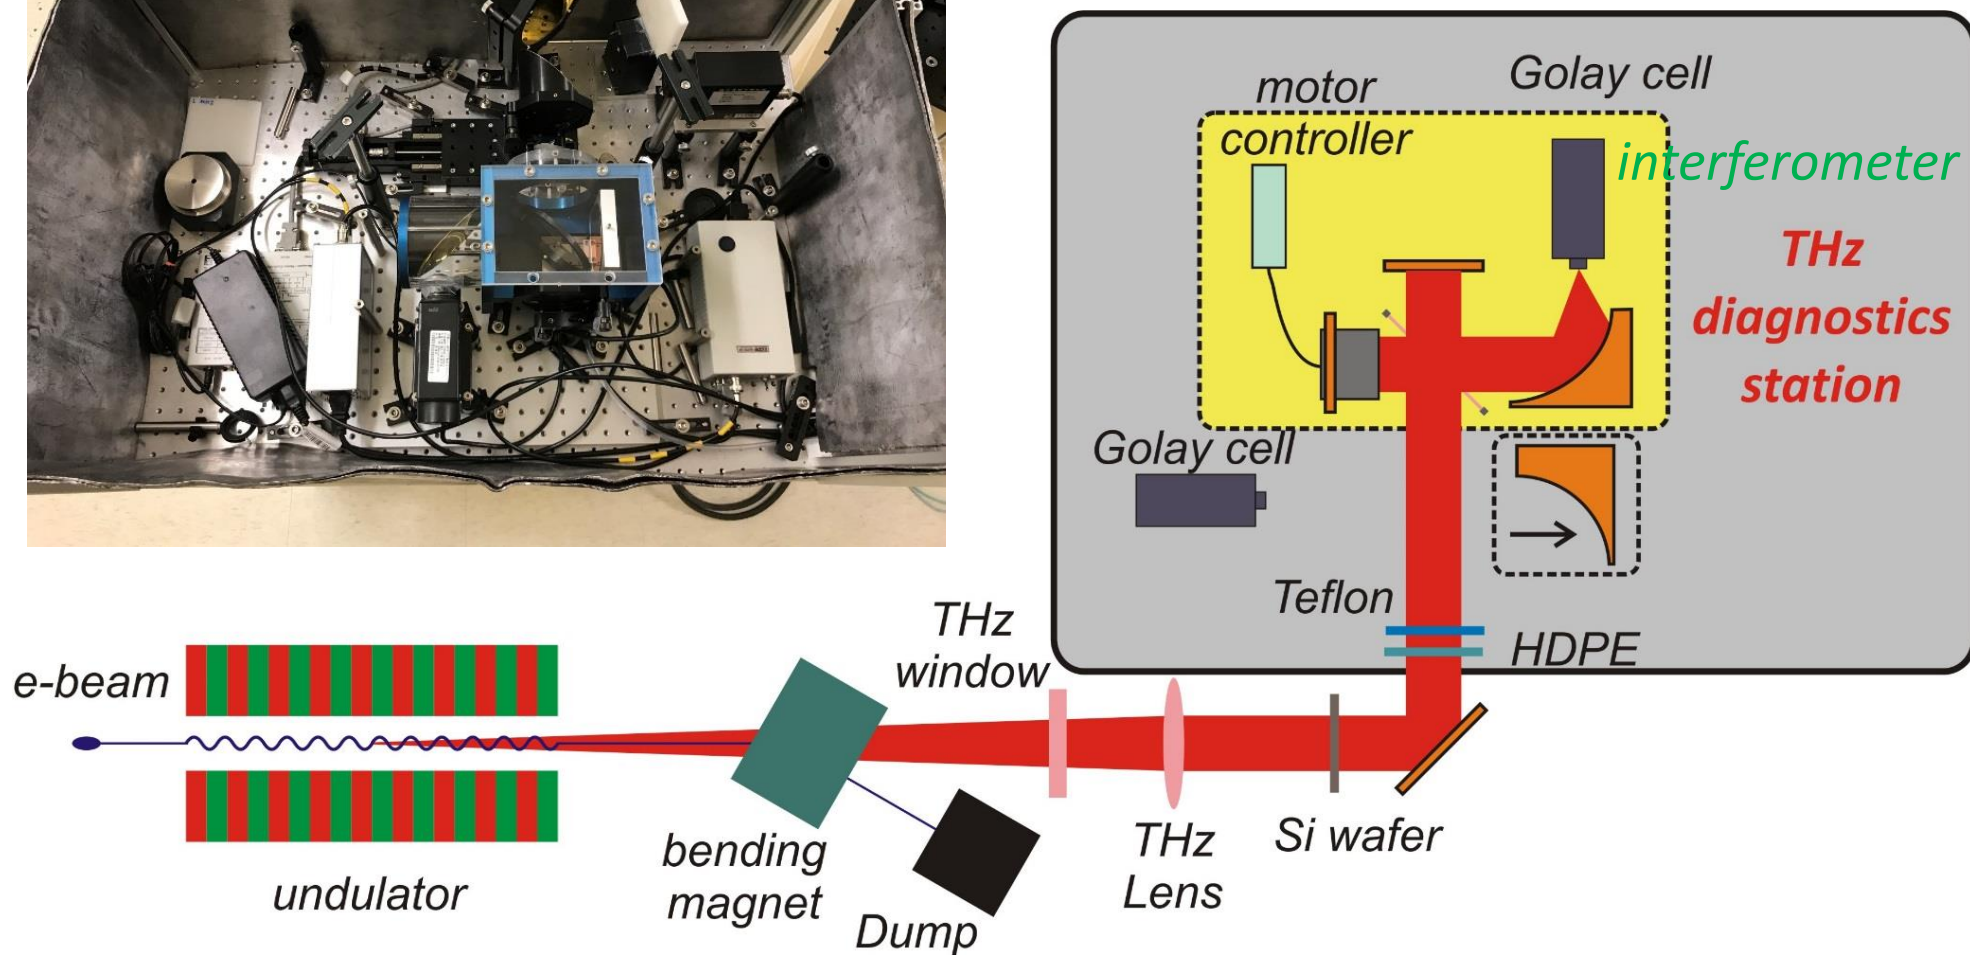 motor
controller
Golay cell
interferometer
THz
diagnostics
station
Golay cell
Teflon
HDPE
THz
window
e-beam
undulator
bending
magnet
Dump
THz
Lens
Si wafer